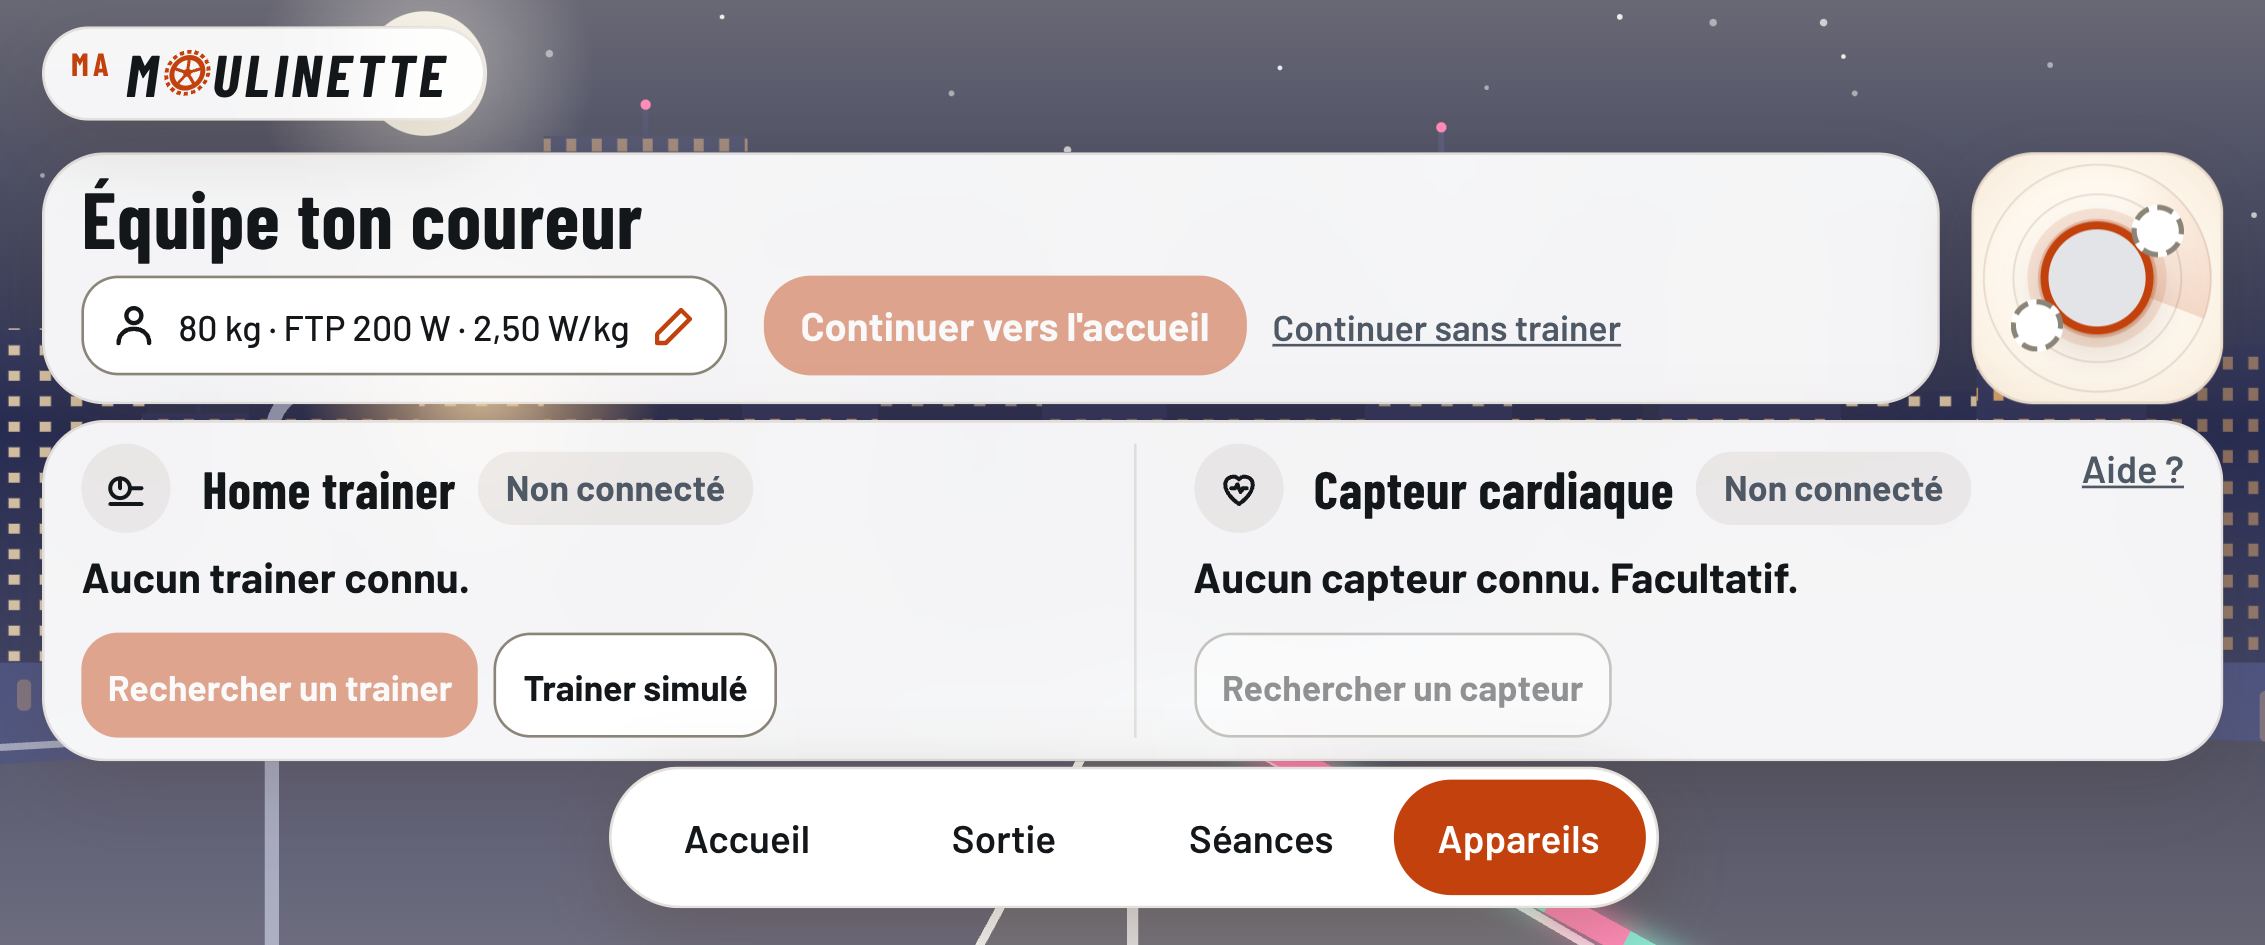 MA MOULINETTE
Équipe ton coureur
80 kg · FTP 200 W · 2,50 W/kg
Continuer vers l'accueil
Continuer sans trainer
Home trainer
Non connecté
Aucun trainer connu.
Rechercher un trainer
Trainer simulé
Capteur cardiaque
Non connecté
Aide ?
Aucun capteur connu. Facultatif.
Rechercher un capteur
Accueil
Sortie
Séances
Appareils